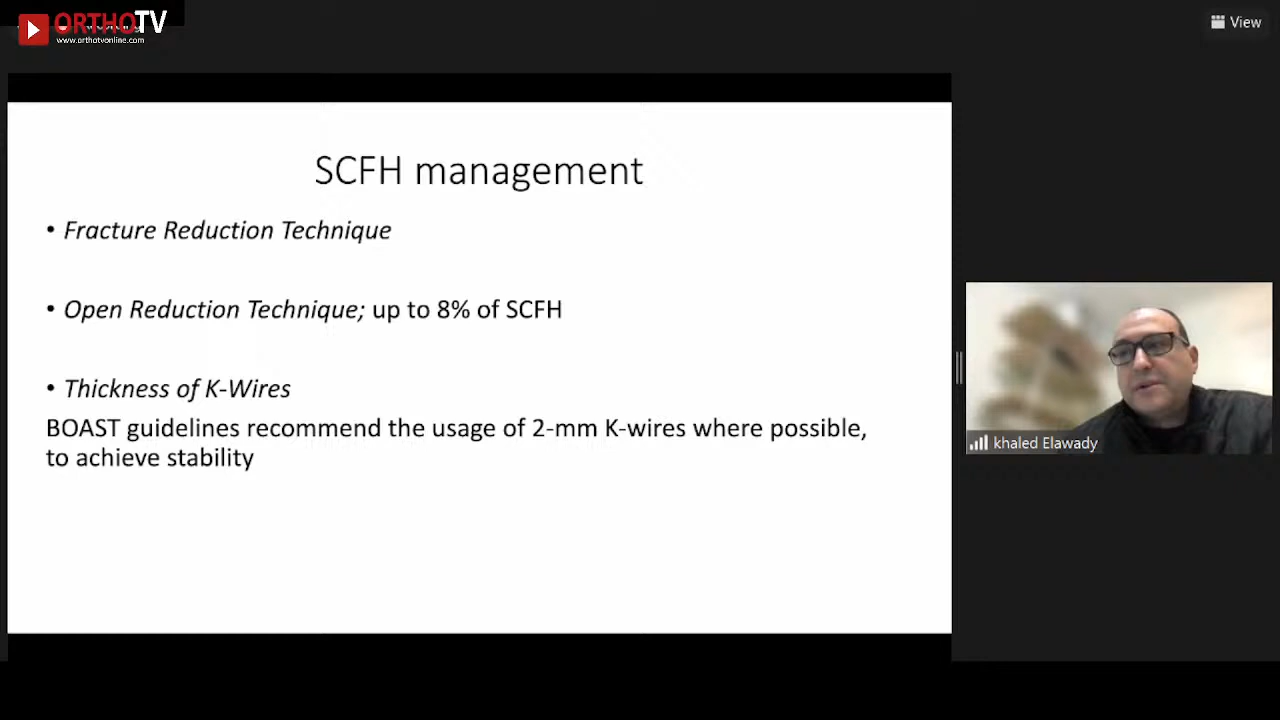 ORTHOTV
www.orthotvonline.com
View
SCFH management
• Fracture Reduction Technique
• Open Reduction Technique; up to 8% of SCFH
• Thickness of K-Wires
BOAST guidelines recommend the usage of 2-mm K-wires where possible,
to achieve stability
khaled Elawady